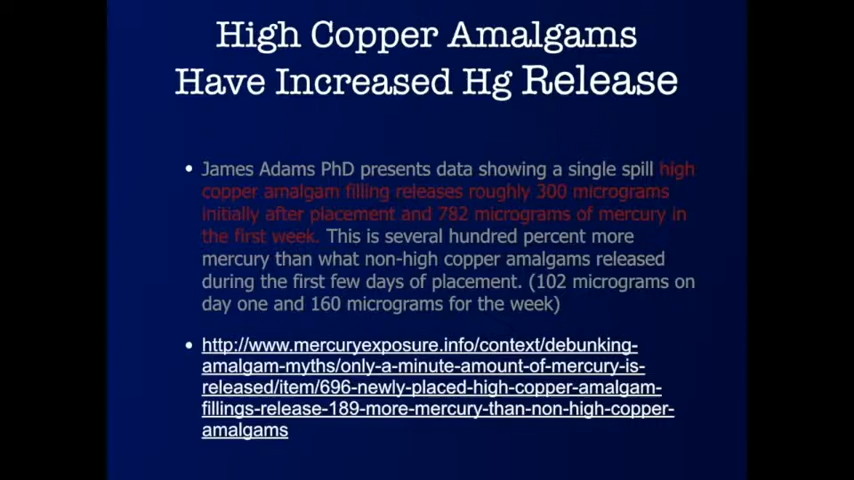 High Copper Amalgams
Have Increased Hg Release
• James Adams PhD presents data showing a single spill high
copper amalgam filling releases roughly 300 micrograms
initially after placement and 782 micrograms of mercury in
the first week. This is several hundred percent more
mercury than what non-high copper amalgams released
during the first few days of placement. (102 micrograms on
day one and 160 micrograms for the week)
• http://www.mercuryexposure.info/context/debunking-
amalgam-myths/only-a-minute-amount-of-mercury-is-
released/item/696-newly-placed-high-copper-amalgam-
fillings-release-189-more-mercury-than-non-high-copper-
amalgams